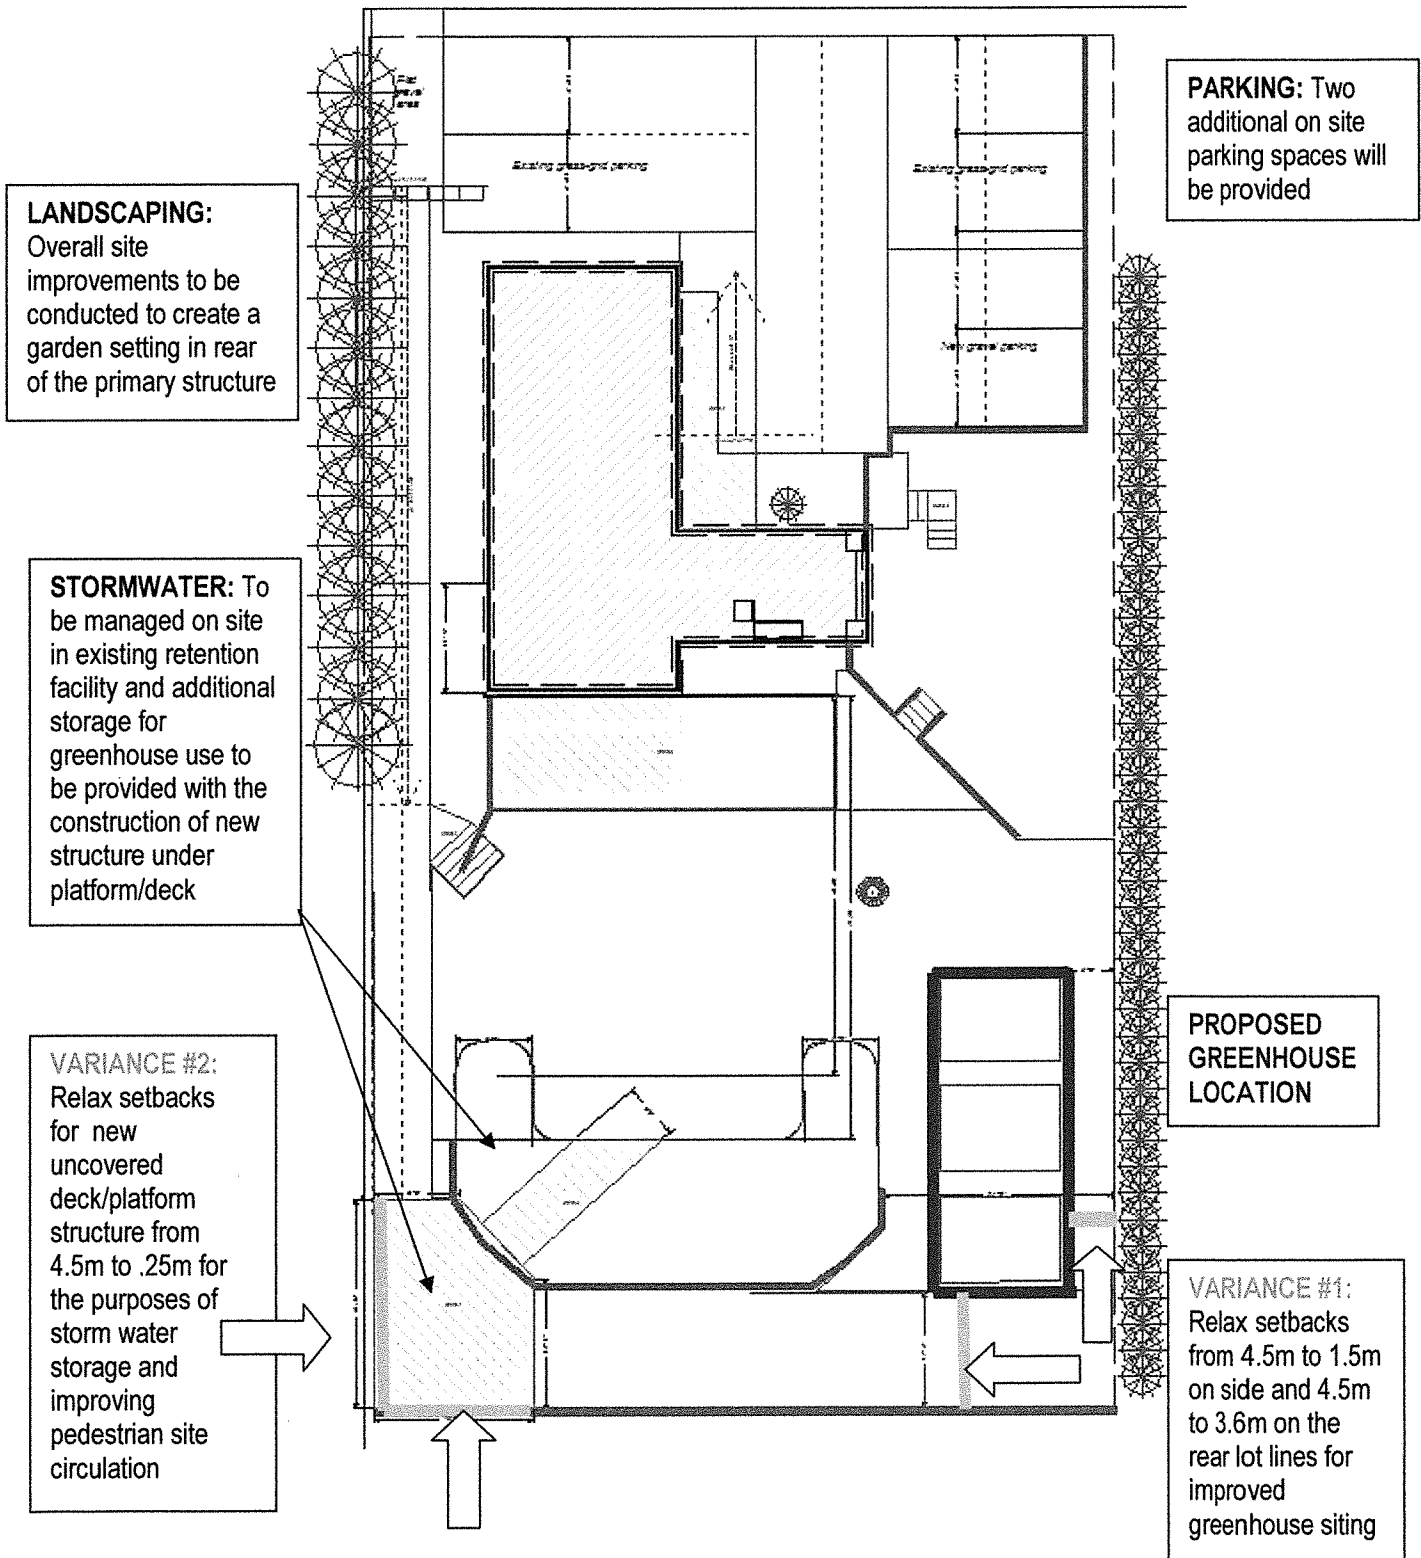 PARKING: Two
additional on site
parking spaces will
be provided
LANDSCAPING:
Overall site
improvements to be
conducted to create a
garden setting in rear
of the primary structure
Existing grass-grid parking
Existing grass-grid parking
New gravel parking
STORMWATER: To
be managed on site
in existing retention
facility and additional
storage for
greenhouse use to
be provided with the
construction of new
structure under
platform/deck
PROPOSED
GREENHOUSE
LOCATION
VARIANCE #2:
Relax setbacks
for new
uncovered
deck/platform
structure from
4.5m to .25m for
the purposes of
storm water
storage and
improving
pedestrian site
circulation
VARIANCE #1:
Relax setbacks
from 4.5m to 1.5m
on side and 4.5m
to 3.6m on the
rear lot lines for
improved
greenhouse siting